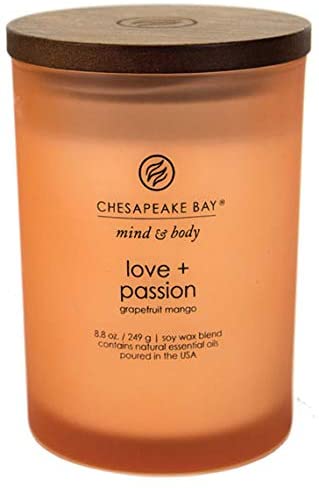 CHESAPEAKE BAY®
mind & body
love +
passion
grapefruit mango
8.8 oz. / 249 g | soy wax blend
contains natural essential oils
poured in the USA